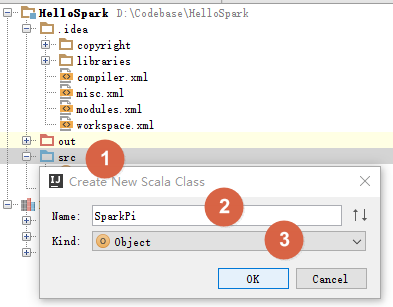 HelloSpark D:\Codebase\HelloSpark
.idea
copyright
libraries
compiler.xml
misc.xml
modules.xml
workspace.xml
out
src
1
IJ Create New Scala Class
2
Name: SparkPi
3
Kind: O Object
OK Cancel